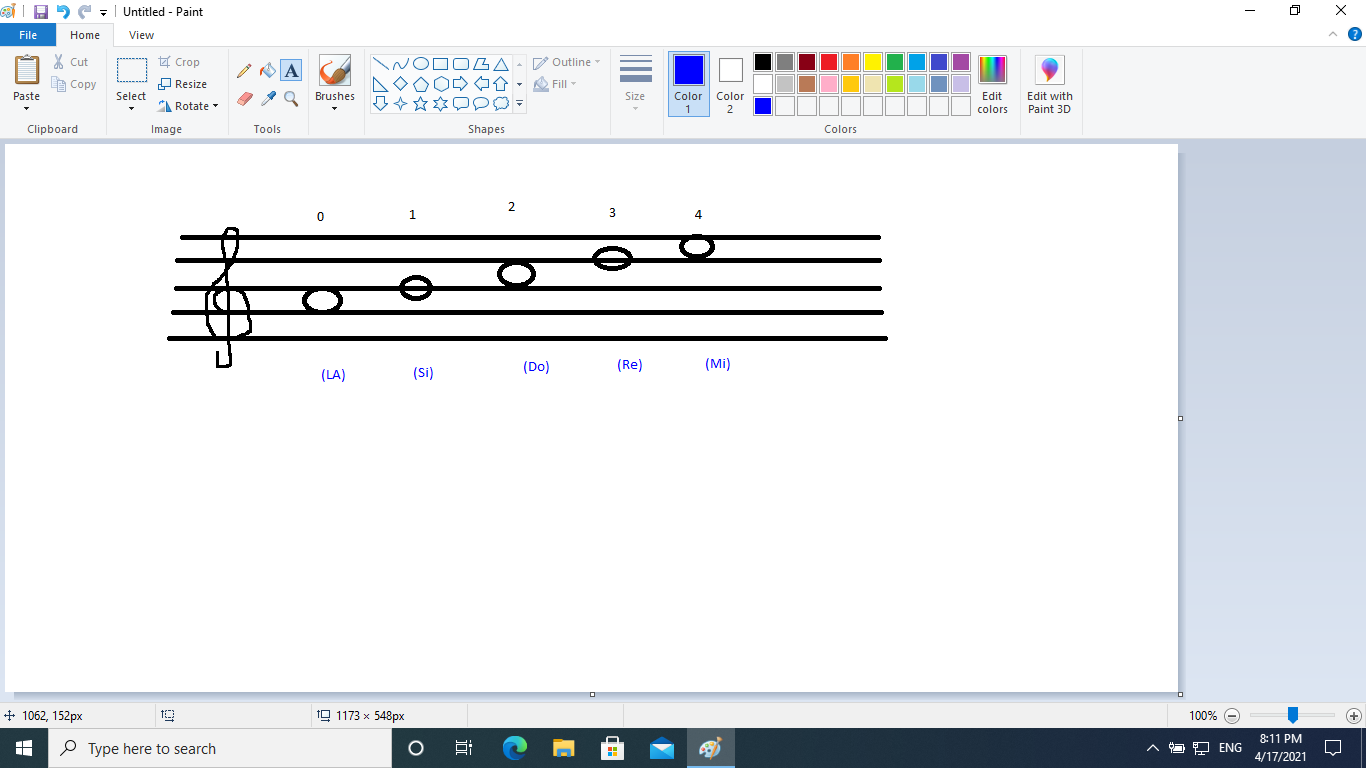 Untitled - Paint
File Home View
Paste
Cut
Copy
Clipboard
Select
Crop
Resize
Rotate
Image
A
Tools
Brushes
Shapes
Outline
Fill
Size
Color 1
Color 2
Colors
Edit colors
Edit with Paint 3D
0 1 2 3 4
(LA) (Si) (Do) (Re) (Mi)
1062, 152px
1173 × 548px
100%
Type here to search
ENG
8:11 PM
4/17/2021